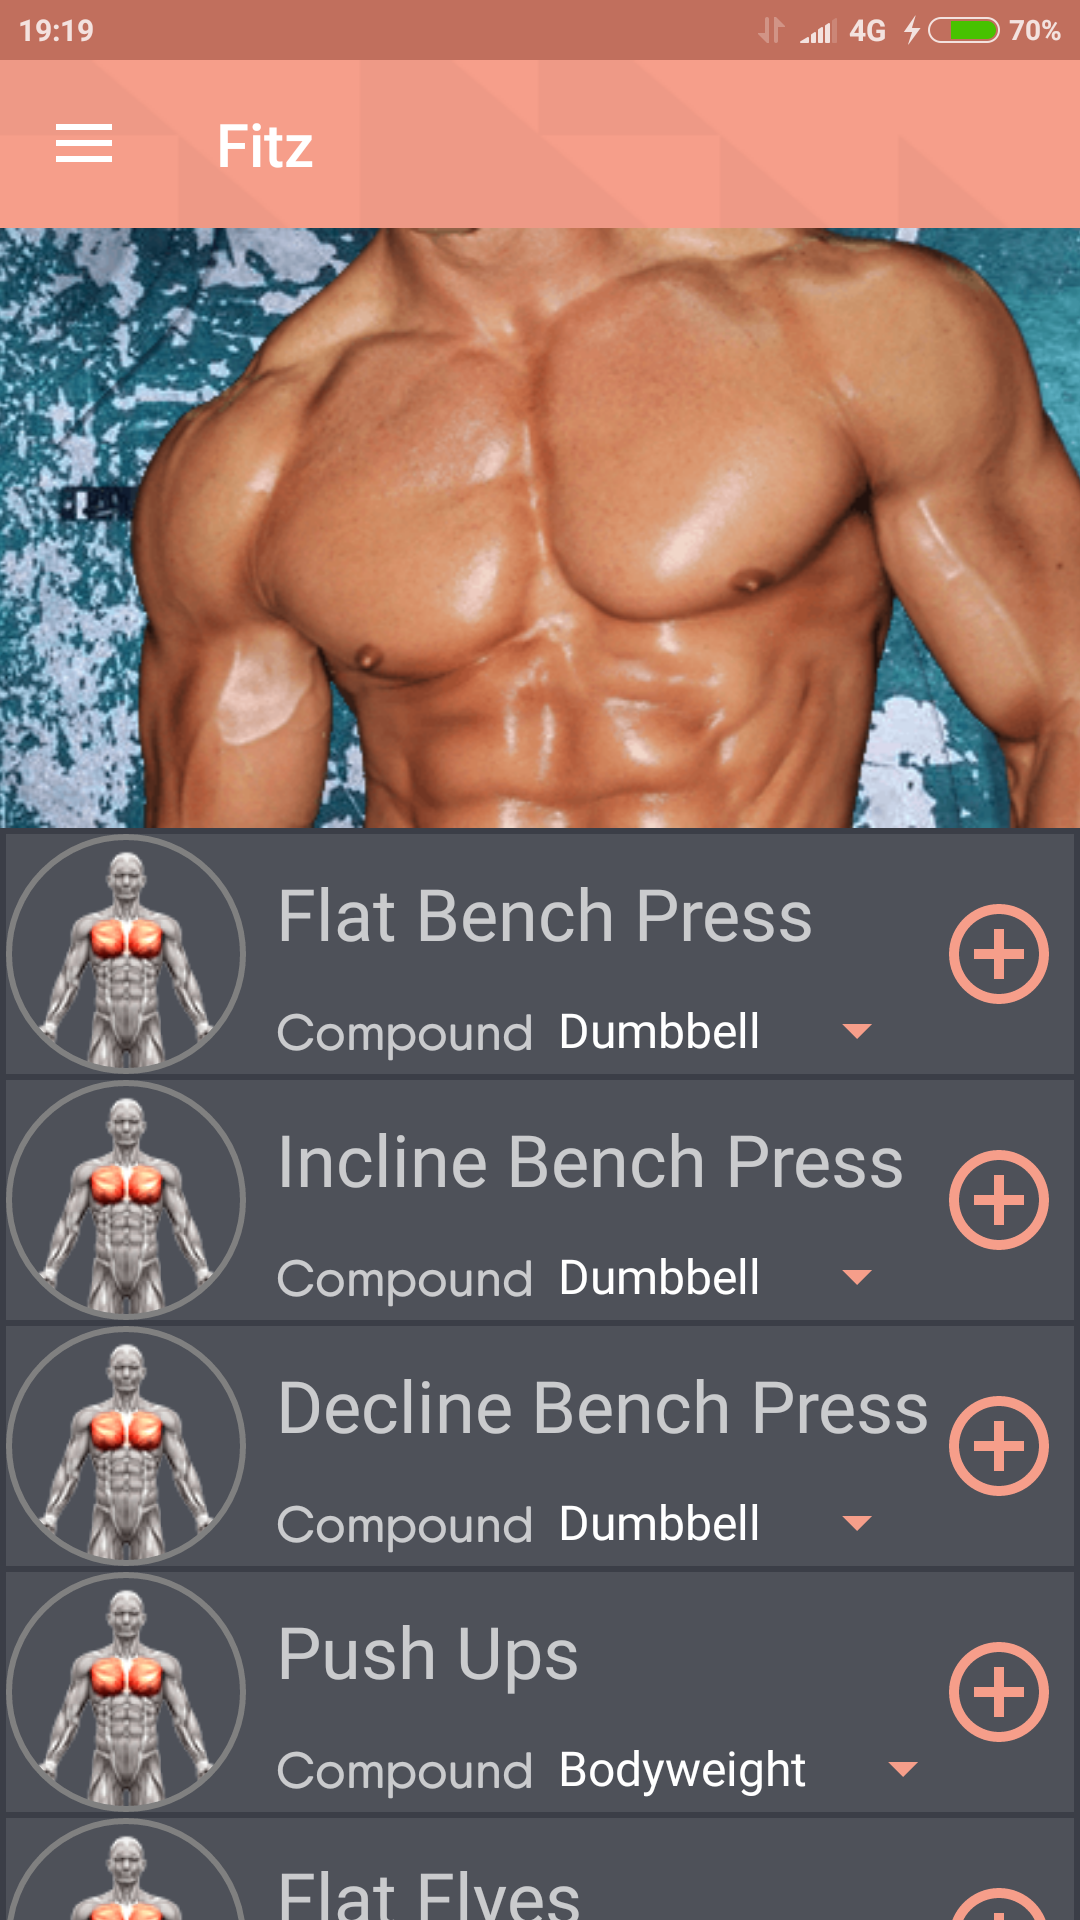 19:19 4G 70%
Fitz
Flat Bench Press
Compound Dumbbell
Incline Bench Press
Compound Dumbbell
Decline Bench Press
Compound Dumbbell
Push Ups
Compound Bodyweight
Flat Flyes